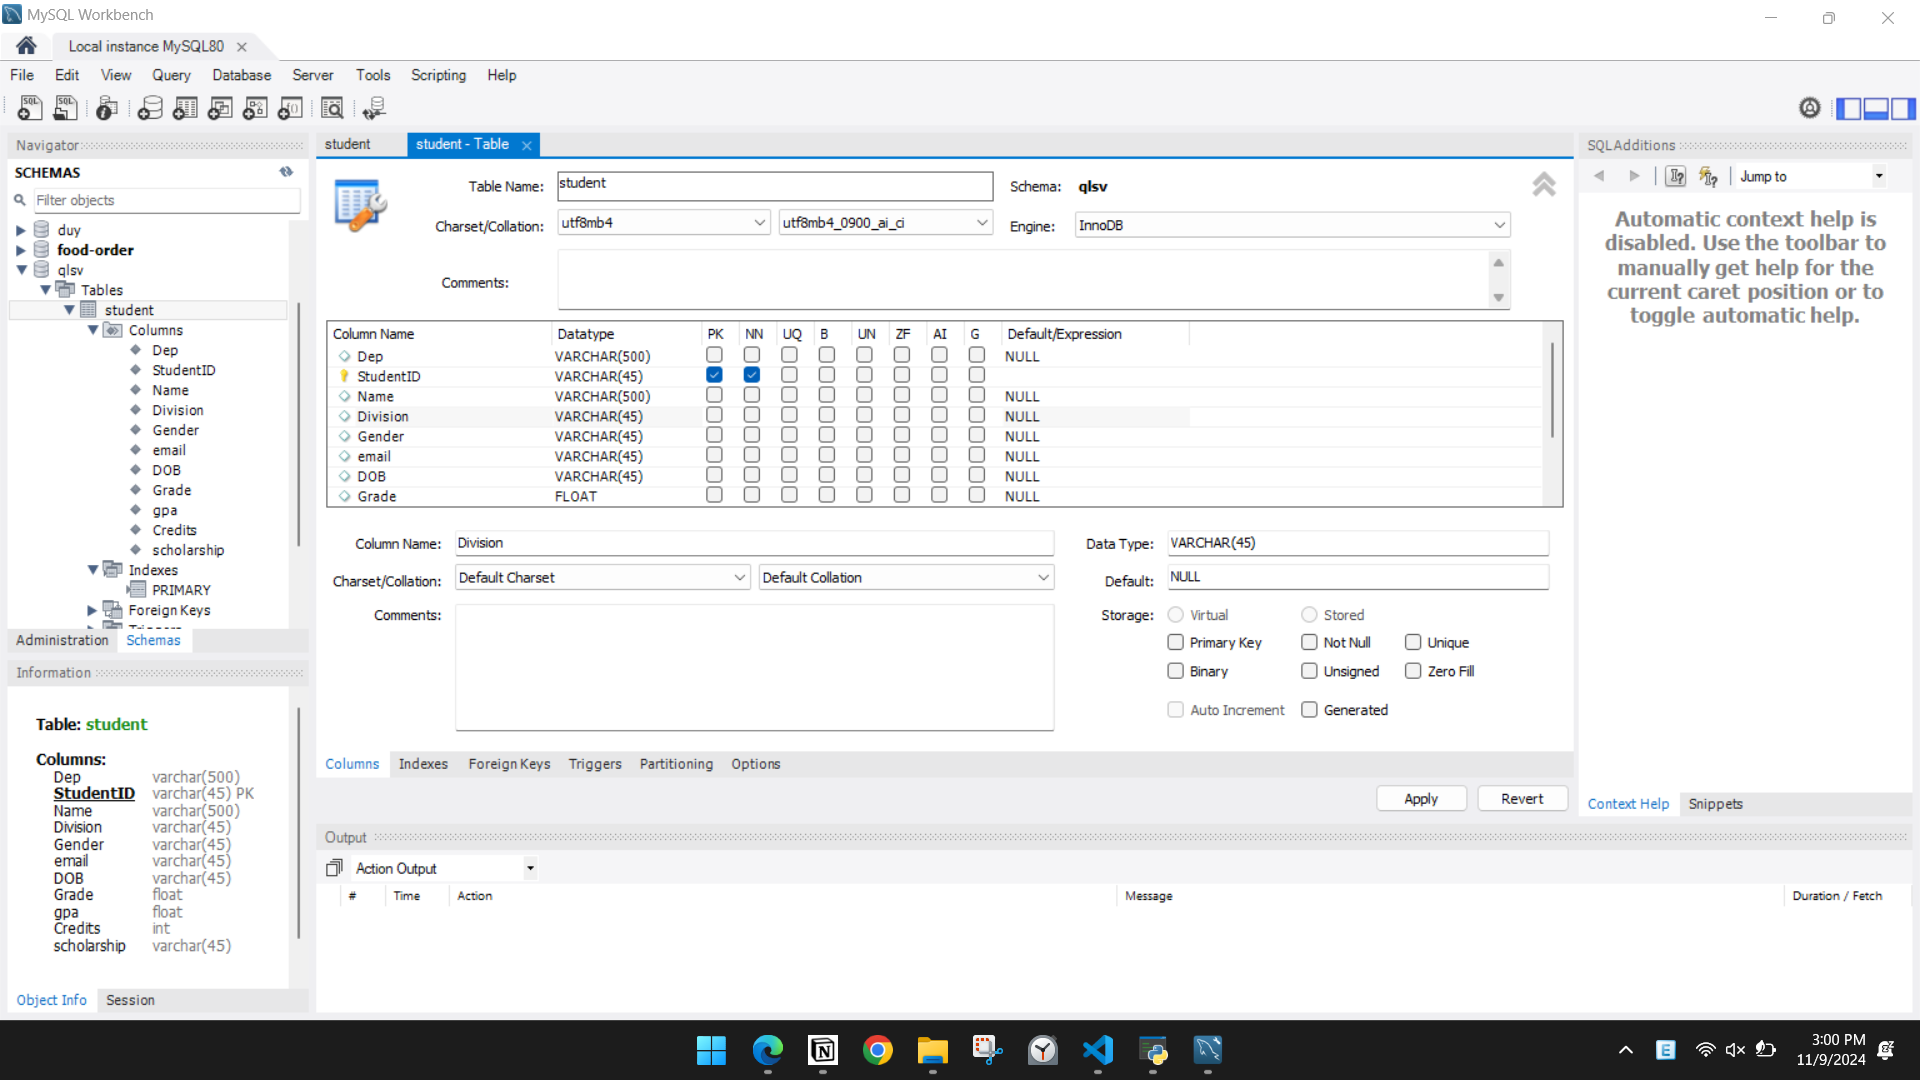 MySQL Workbench
Local instance MySQL80
File Edit View Query Database Server Tools Scripting Help
Navigator
SCHEMAS
Filter objects
duy
food-order
qlsv
Tables
student
Columns
Dep
StudentID
Name
Division
Gender
email
DOB
Grade
gpa
Credits
scholarship
Indexes
PRIMARY
Foreign Keys
Triggers
Administration Schemas
Information
Table: student
Columns:
Dep varchar(500)
StudentID varchar(45) PK
Name varchar(500)
Division varchar(45)
Gender varchar(45)
email varchar(45)
DOB varchar(45)
Grade float
gpa float
Credits int
scholarship varchar(45)
Object Info Session
student student - Table
Table Name: student Schema: qlsv
Charset/Collation: utf8mb4 utf8mb4_0900_ai_ci Engine: InnoDB
Comments:
Column Name Datatype PK NN UQ B UN ZF AI G Default/Expression
Dep VARCHAR(500) NULL
StudentID VARCHAR(45)
Name VARCHAR(500) NULL
Division VARCHAR(45) NULL
Gender VARCHAR(45) NULL
email VARCHAR(45) NULL
DOB VARCHAR(45) NULL
Grade FLOAT NULL
Column Name: Division Data Type: VARCHAR(45)
Charset/Collation: Default Charset Default Collation Default: NULL
Comments: Storage: Virtual Stored
Primary Key Not Null Unique
Binary Unsigned Zero Fill
Auto Increment Generated
Columns Indexes Foreign Keys Triggers Partitioning Options
Apply Revert
Output
Action Output
# Time Action Message Duration / Fetch
SQLAdditions
Jump to
Automatic context help is
disabled. Use the toolbar to
manually get help for the
current caret position or to
toggle automatic help.
Context Help Snippets
3:00 PM
11/9/2024